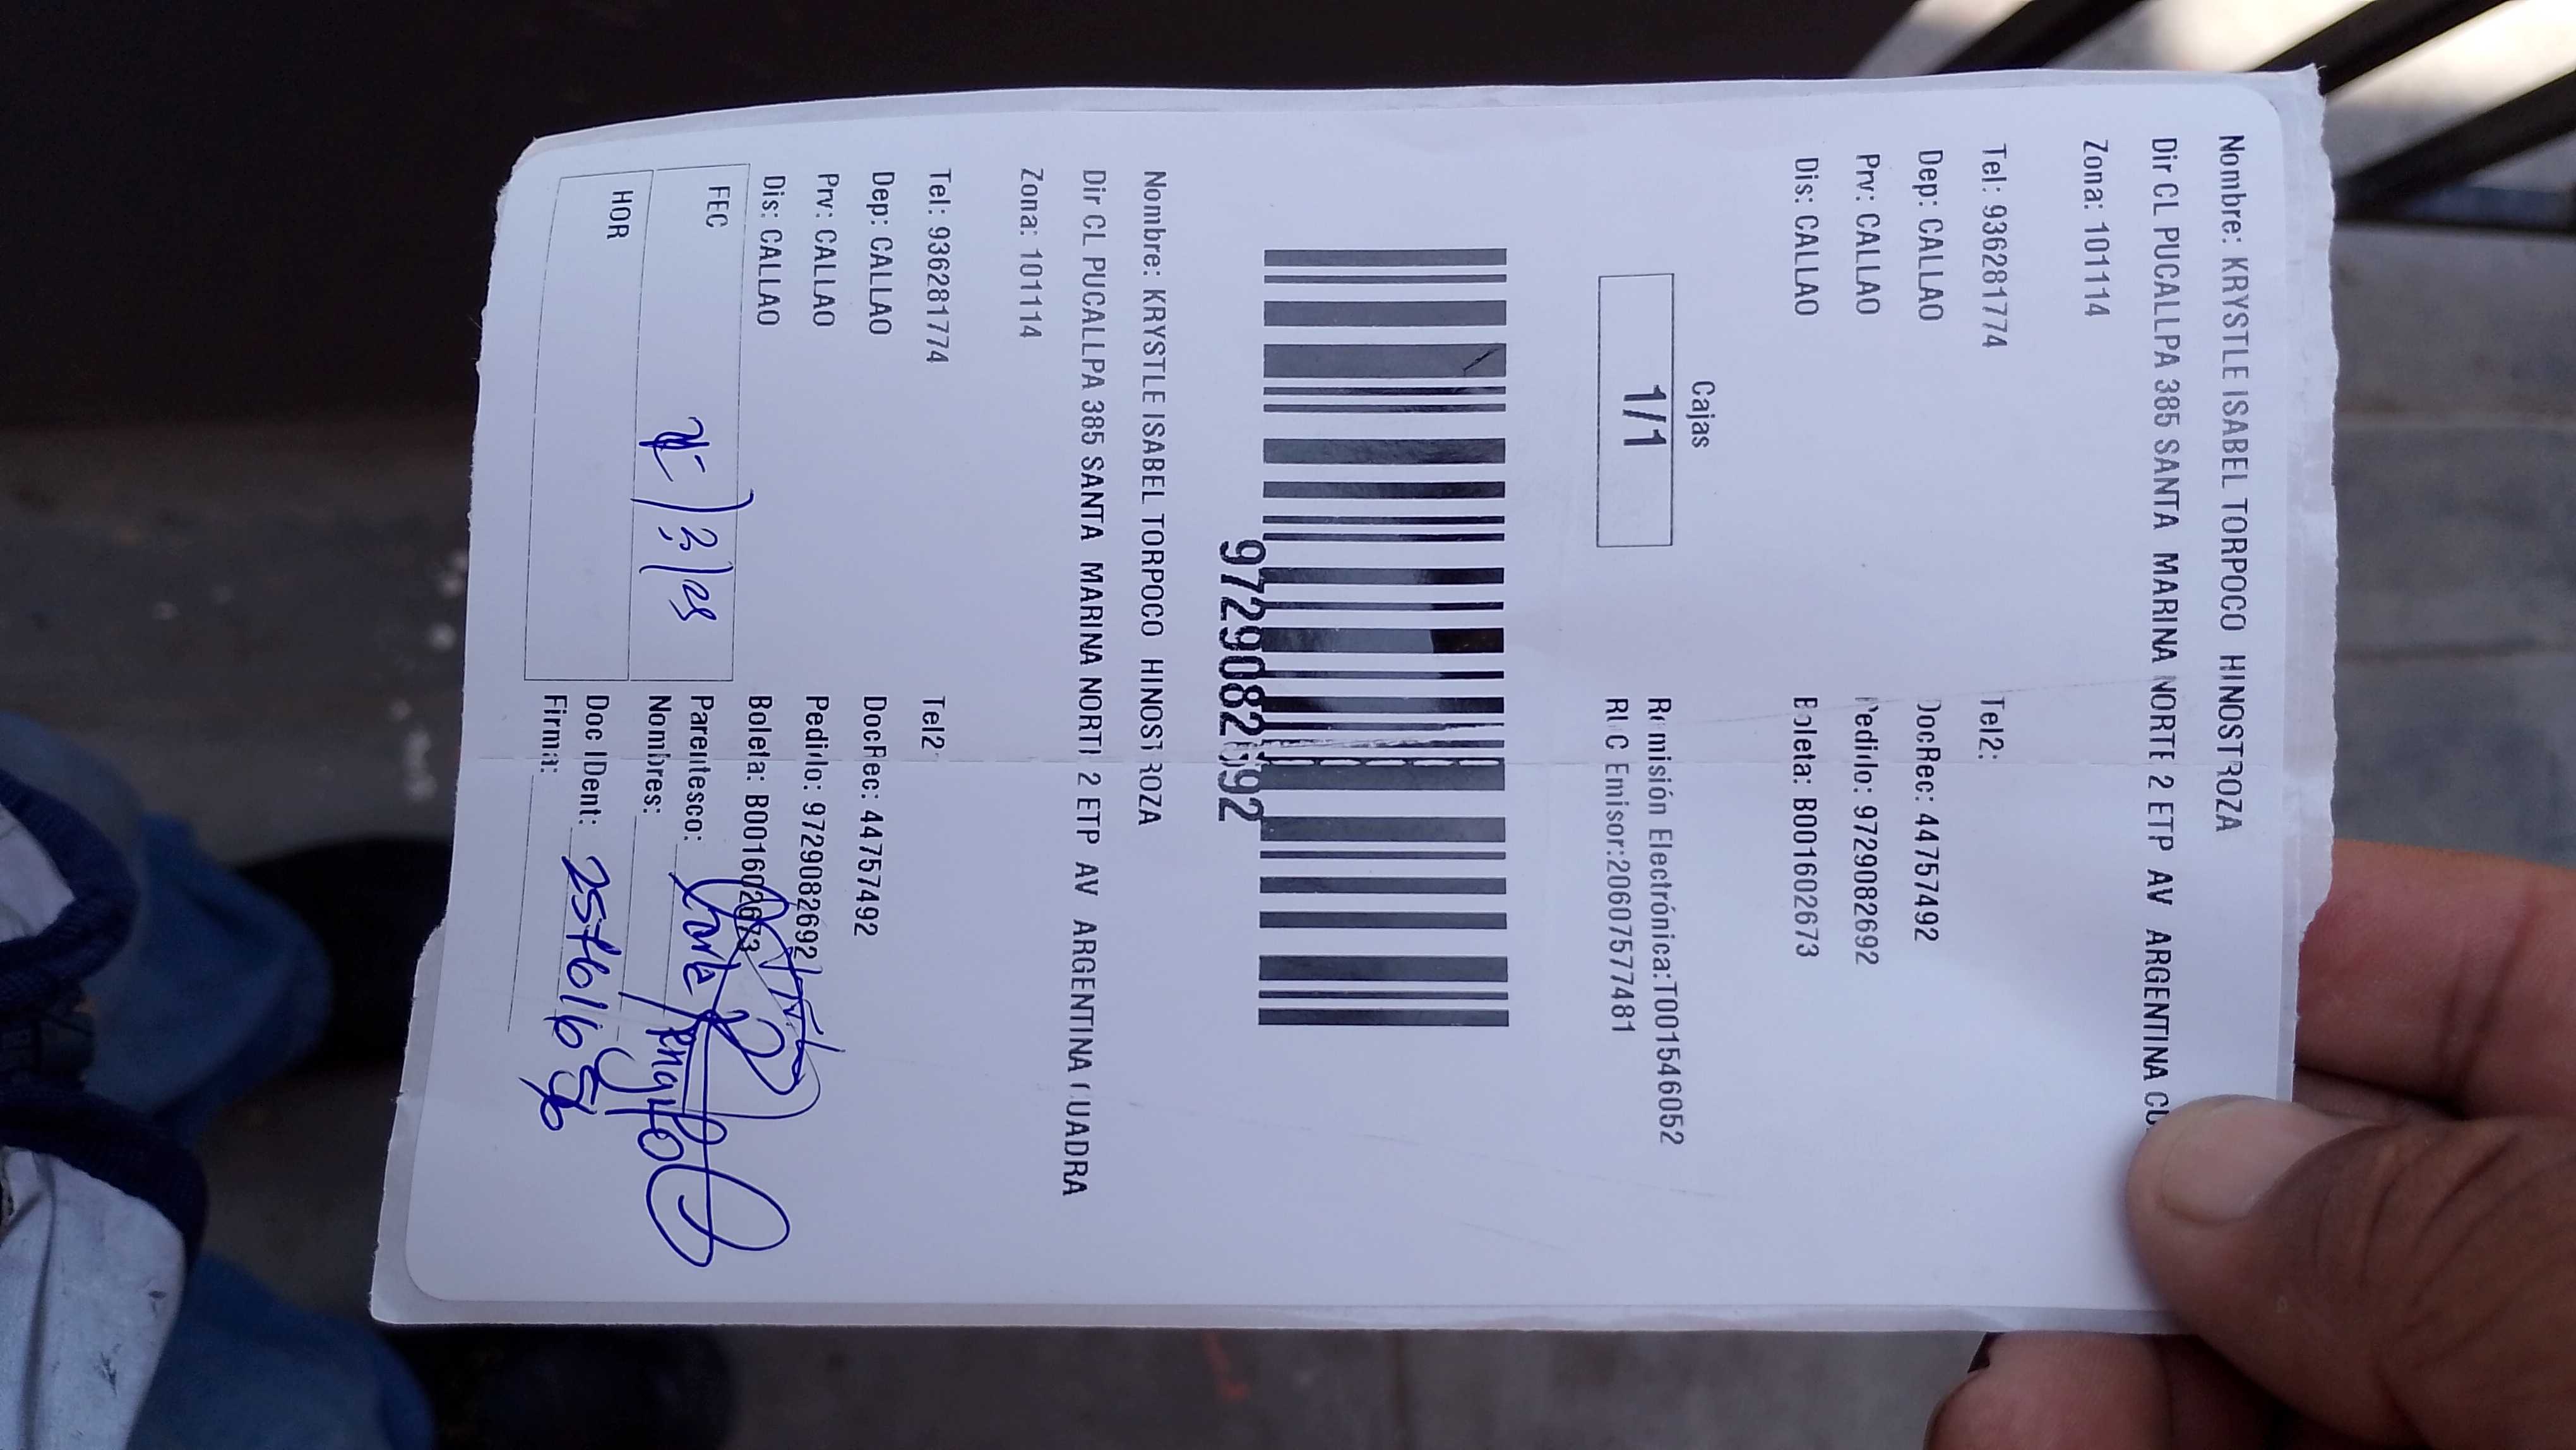 Nombre: KRYSTLE ISABEL TORPOCO HINOSTROZA
Dir CL PUCALLPA 385 SANTA MARINA NORTE 2 ETP AV ARGENTINA CU
Zona: 101114
Tel: 936281774 Tel2:
Dep: CALLAO DocRec: 44757492
Prv: CALLAO Pedido: 9729082692
Dis: CALLAO Boleta: B001602673
Cajas
1/1
Remisión Electrónica:T001546052
RUC Emisor:20607577481
9729082692
Nombre: KRYSTLE ISABEL TORPOCO HINOSTROZA
Dir CL PUCALLPA 385 SANTA MARINA NORTE 2 ETP AV ARGENTINA CUADRA
Zona: 101114
Tel: 936281774 Tel2:
Dep: CALLAO DocRec: 44757492
Prv: CALLAO Pedido: 9729082692
Dis: CALLAO Boleta: B001602673
FEC
Parentesco:
Nombres:
HOR
Doc IDent:
Firma: